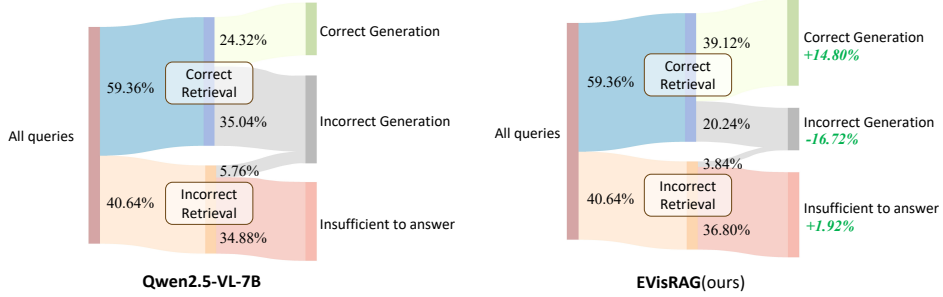 All queries
59.36%
40.64%
Correct
Retrieval
Incorrect
Retrieval
24.32%
35.04%
5.76%
34.88%
Correct Generation
Incorrect Generation
Insufficient to answer
Qwen2.5-VL-7B
All queries
59.36%
40.64%
Correct
Retrieval
Incorrect
Retrieval
39.12%
20.24%
3.84%
36.80%
Correct Generation
+14.80%
Incorrect Generation
-16.72%
Insufficient to answer
+1.92%
EVisRAG(ours)